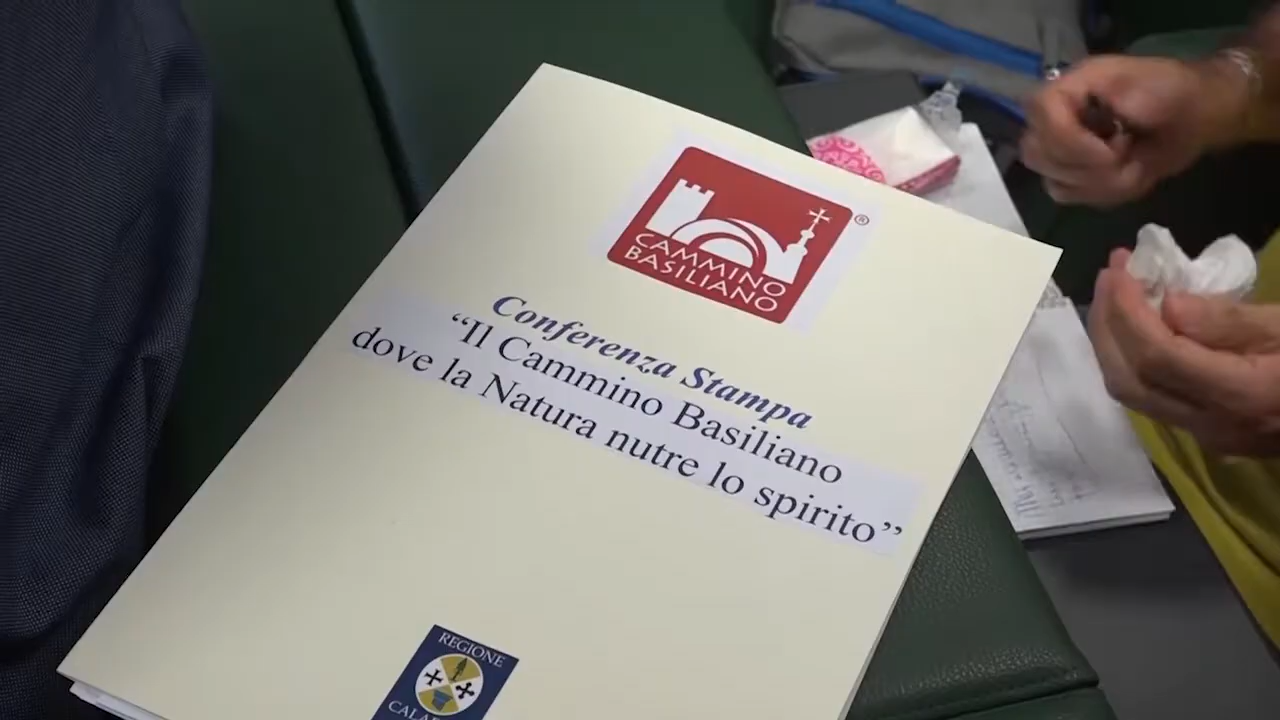 CAMMINO
BASILIANO
®
Conferenza Stampa
“Il Cammino Basiliano
dove la Natura nutre lo spirito”
REGIONE